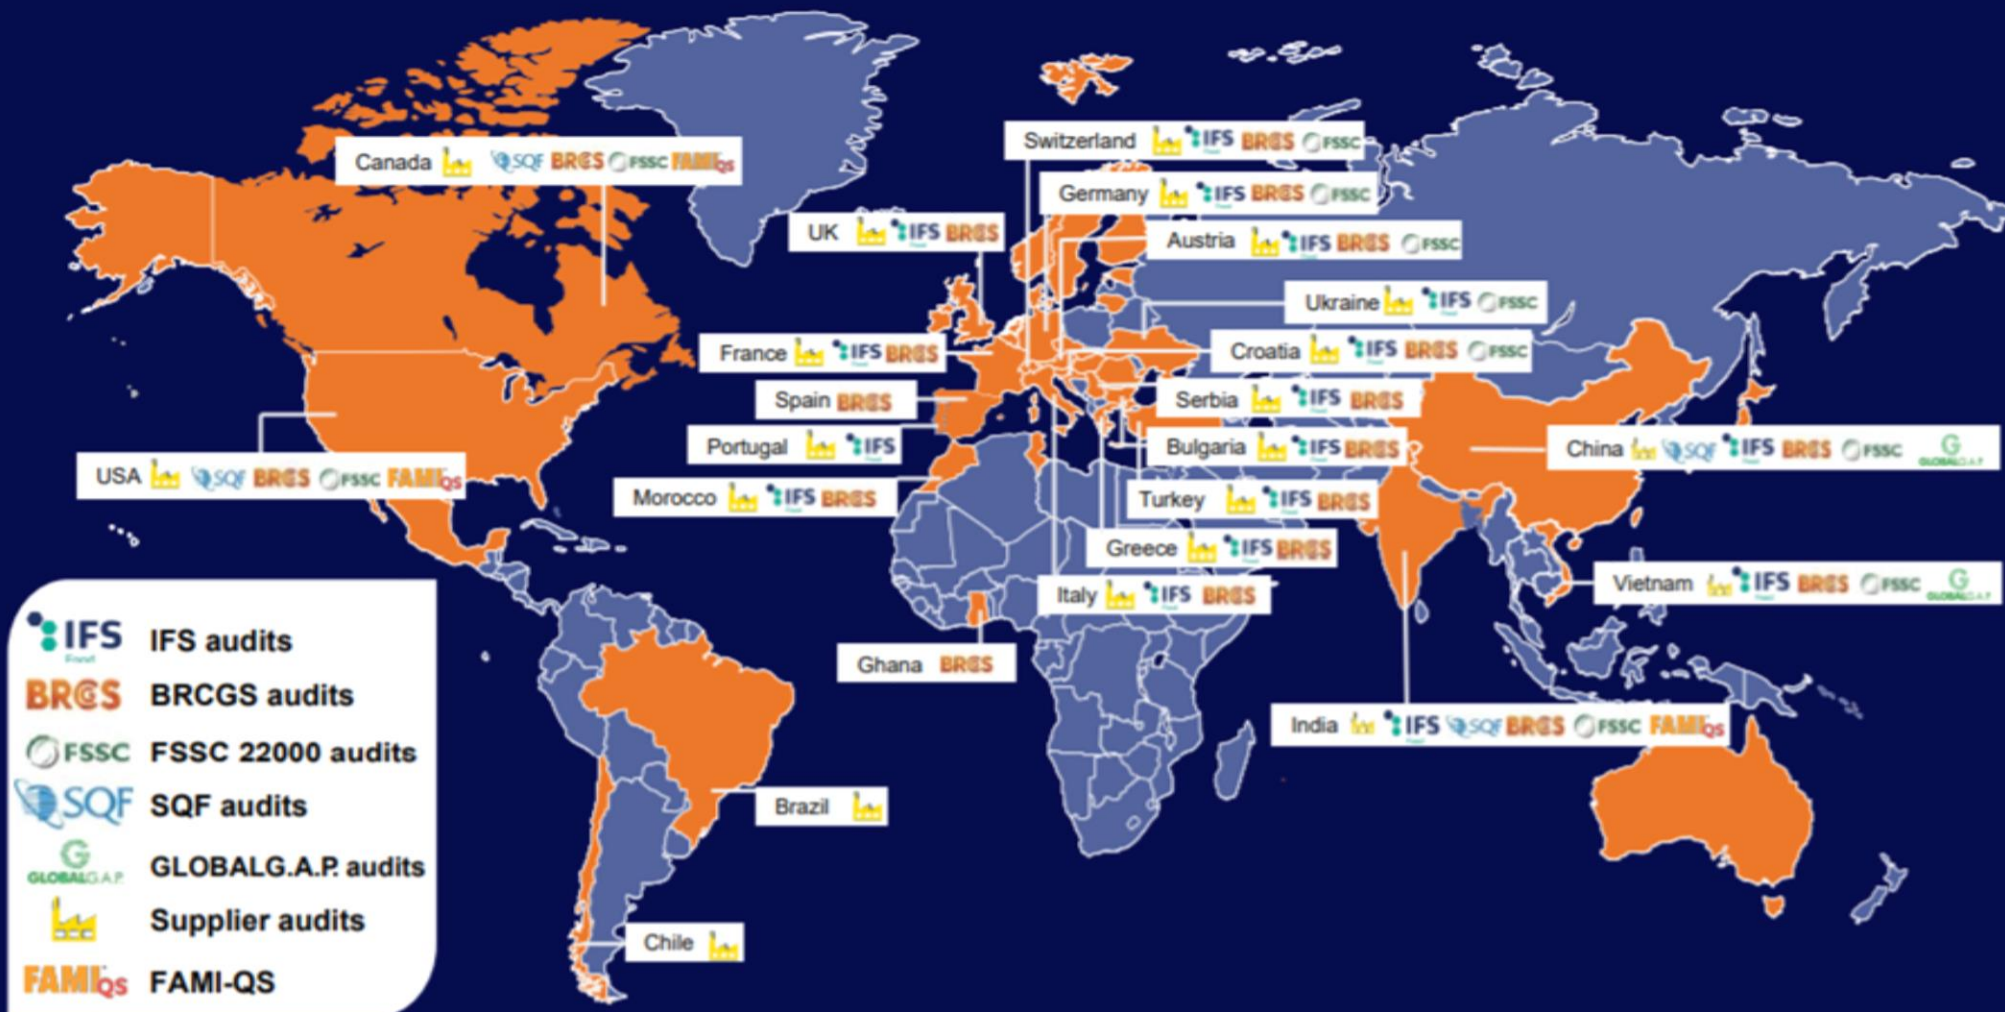 Canada SQF BRCGS FSSC FAMI QS
Switzerland IFS BRCGS FSSC
Germany IFS BRCGS FSSC
UK IFS BRCGS
Austria IFS BRCGS FSSC
Ukraine IFS FSSC
France IFS BRCGS
Croatia IFS BRCGS FSSC
Spain BRCGS
Serbia IFS BRCGS
Portugal IFS
Bulgaria IFS BRCGS
China SQF IFS BRCGS FSSC G GLOBALG.A.P.
USA SQF BRCGS FSSC FAMI QS
Morocco IFS BRCGS
Turkey IFS BRCGS
Greece IFS BRCGS
Italy IFS BRCGS
Vietnam IFS BRCGS FSSC G GLOBALG.A.P.
Ghana BRCGS
India IFS SQF BRCGS FSSC FAMI QS
Brazil
Chile
IFS Food IFS audits
BRCGS BRCGS audits
FSSC FSSC 22000 audits
SQF SQF audits
G GLOBALG.A.P. GLOBALG.A.P. audits
Supplier audits
FAMI QS FAMI-QS